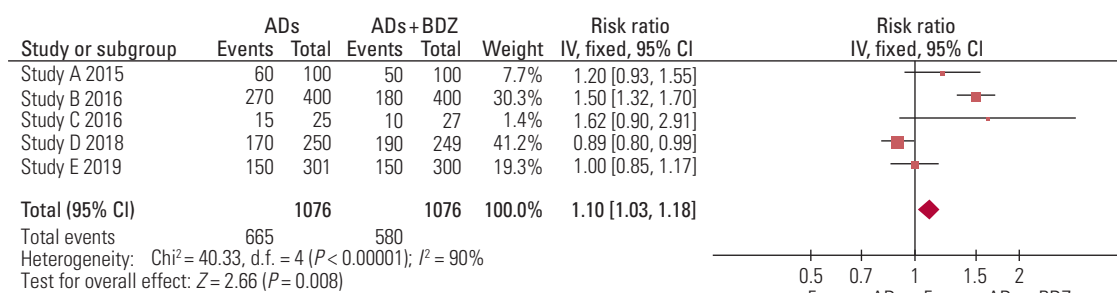 ADs ADs+BDZ Risk ratio Risk ratio
Study or subgroup Events Total Events Total Weight IV, fixed, 95% CI IV, fixed, 95% CI
Study A 2015 60 100 50 100 7.7% 1.20 [0.93, 1.55]
Study B 2016 270 400 180 400 30.3% 1.50 [1.32, 1.70]
Study C 2016 15 25 10 27 1.4% 1.62 [0.90, 2.91]
Study D 2018 170 250 190 249 41.2% 0.89 [0.80, 0.99]
Study E 2019 150 301 150 300 19.3% 1.00 [0.85, 1.17]
Total (95% CI) 1076 1076 100.0% 1.10 [1.03, 1.18]
Total events 665 580
Heterogeneity: Chi² = 40.33, d.f. = 4 (P < 0.00001); I² = 90%
Test for overall effect: Z = 2.66 (P = 0.008)
0.5 0.7 1 1.5 2